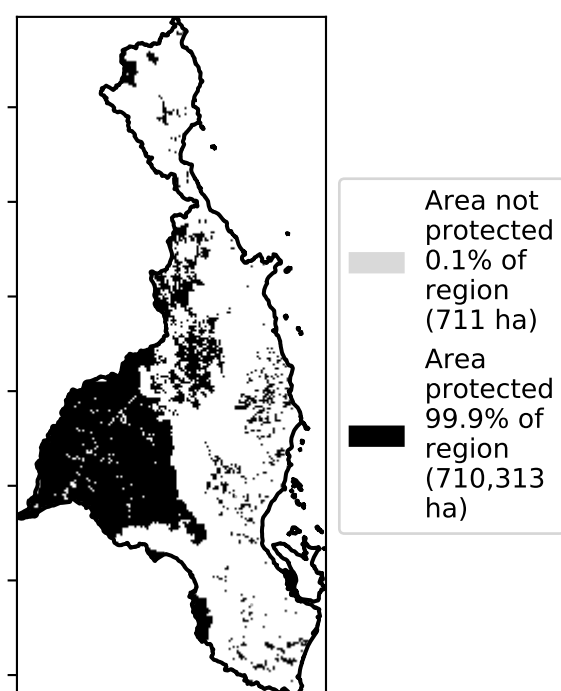 Area not
protected
0.1% of
region
(711 ha)
Area
protected
99.9% of
region
(710,313
ha)